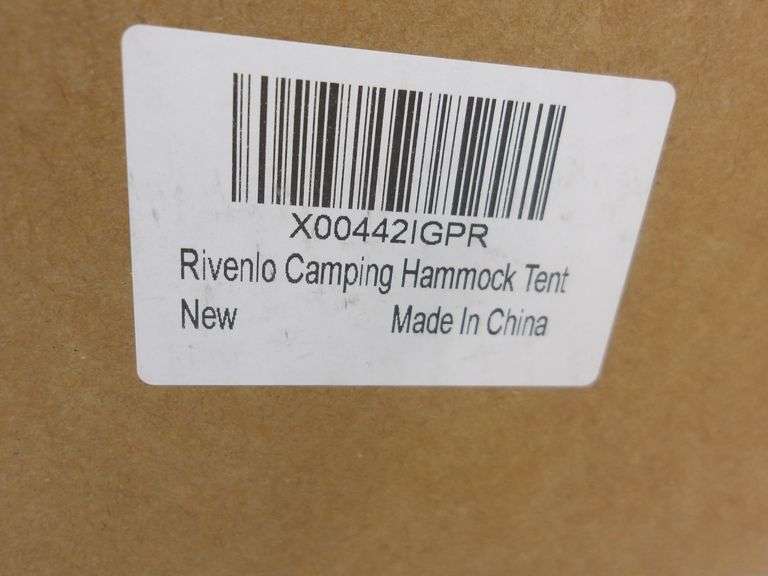 X00442IGPR
Rivenlo Camping Hammock Tent
New Made In China